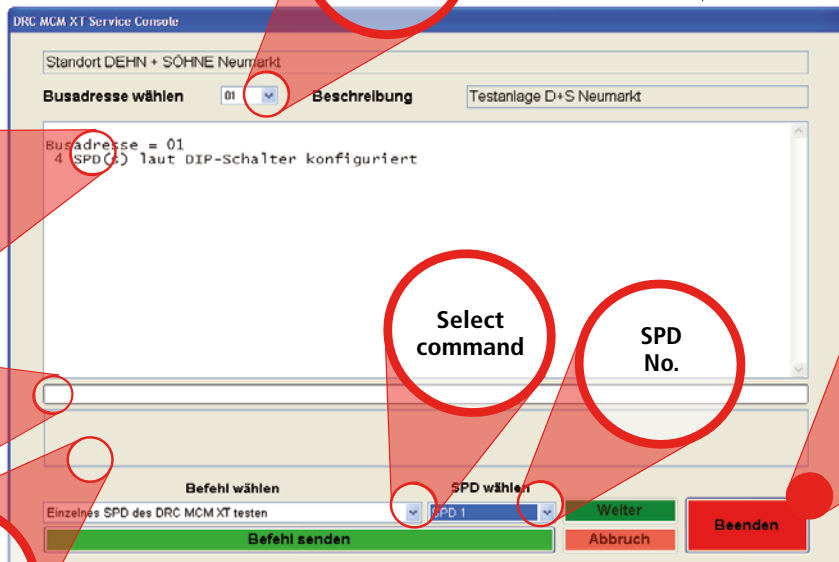 DRC MCM XT Service Console
Standort DEHN + SÖHNE Neumarkt
Busadresse wählen 01 Beschreibung Testanlage D+S Neumarkt
Busadresse = 01
4 SPD(s) laut DIP-Schalter konfiguriert
Select
command
SPD
No.
Befehl wählen SPD wählen
Einzelnes SPD des DRC MCM XT testen SPD 1 Weiter
Befehl senden Abbruch Beenden